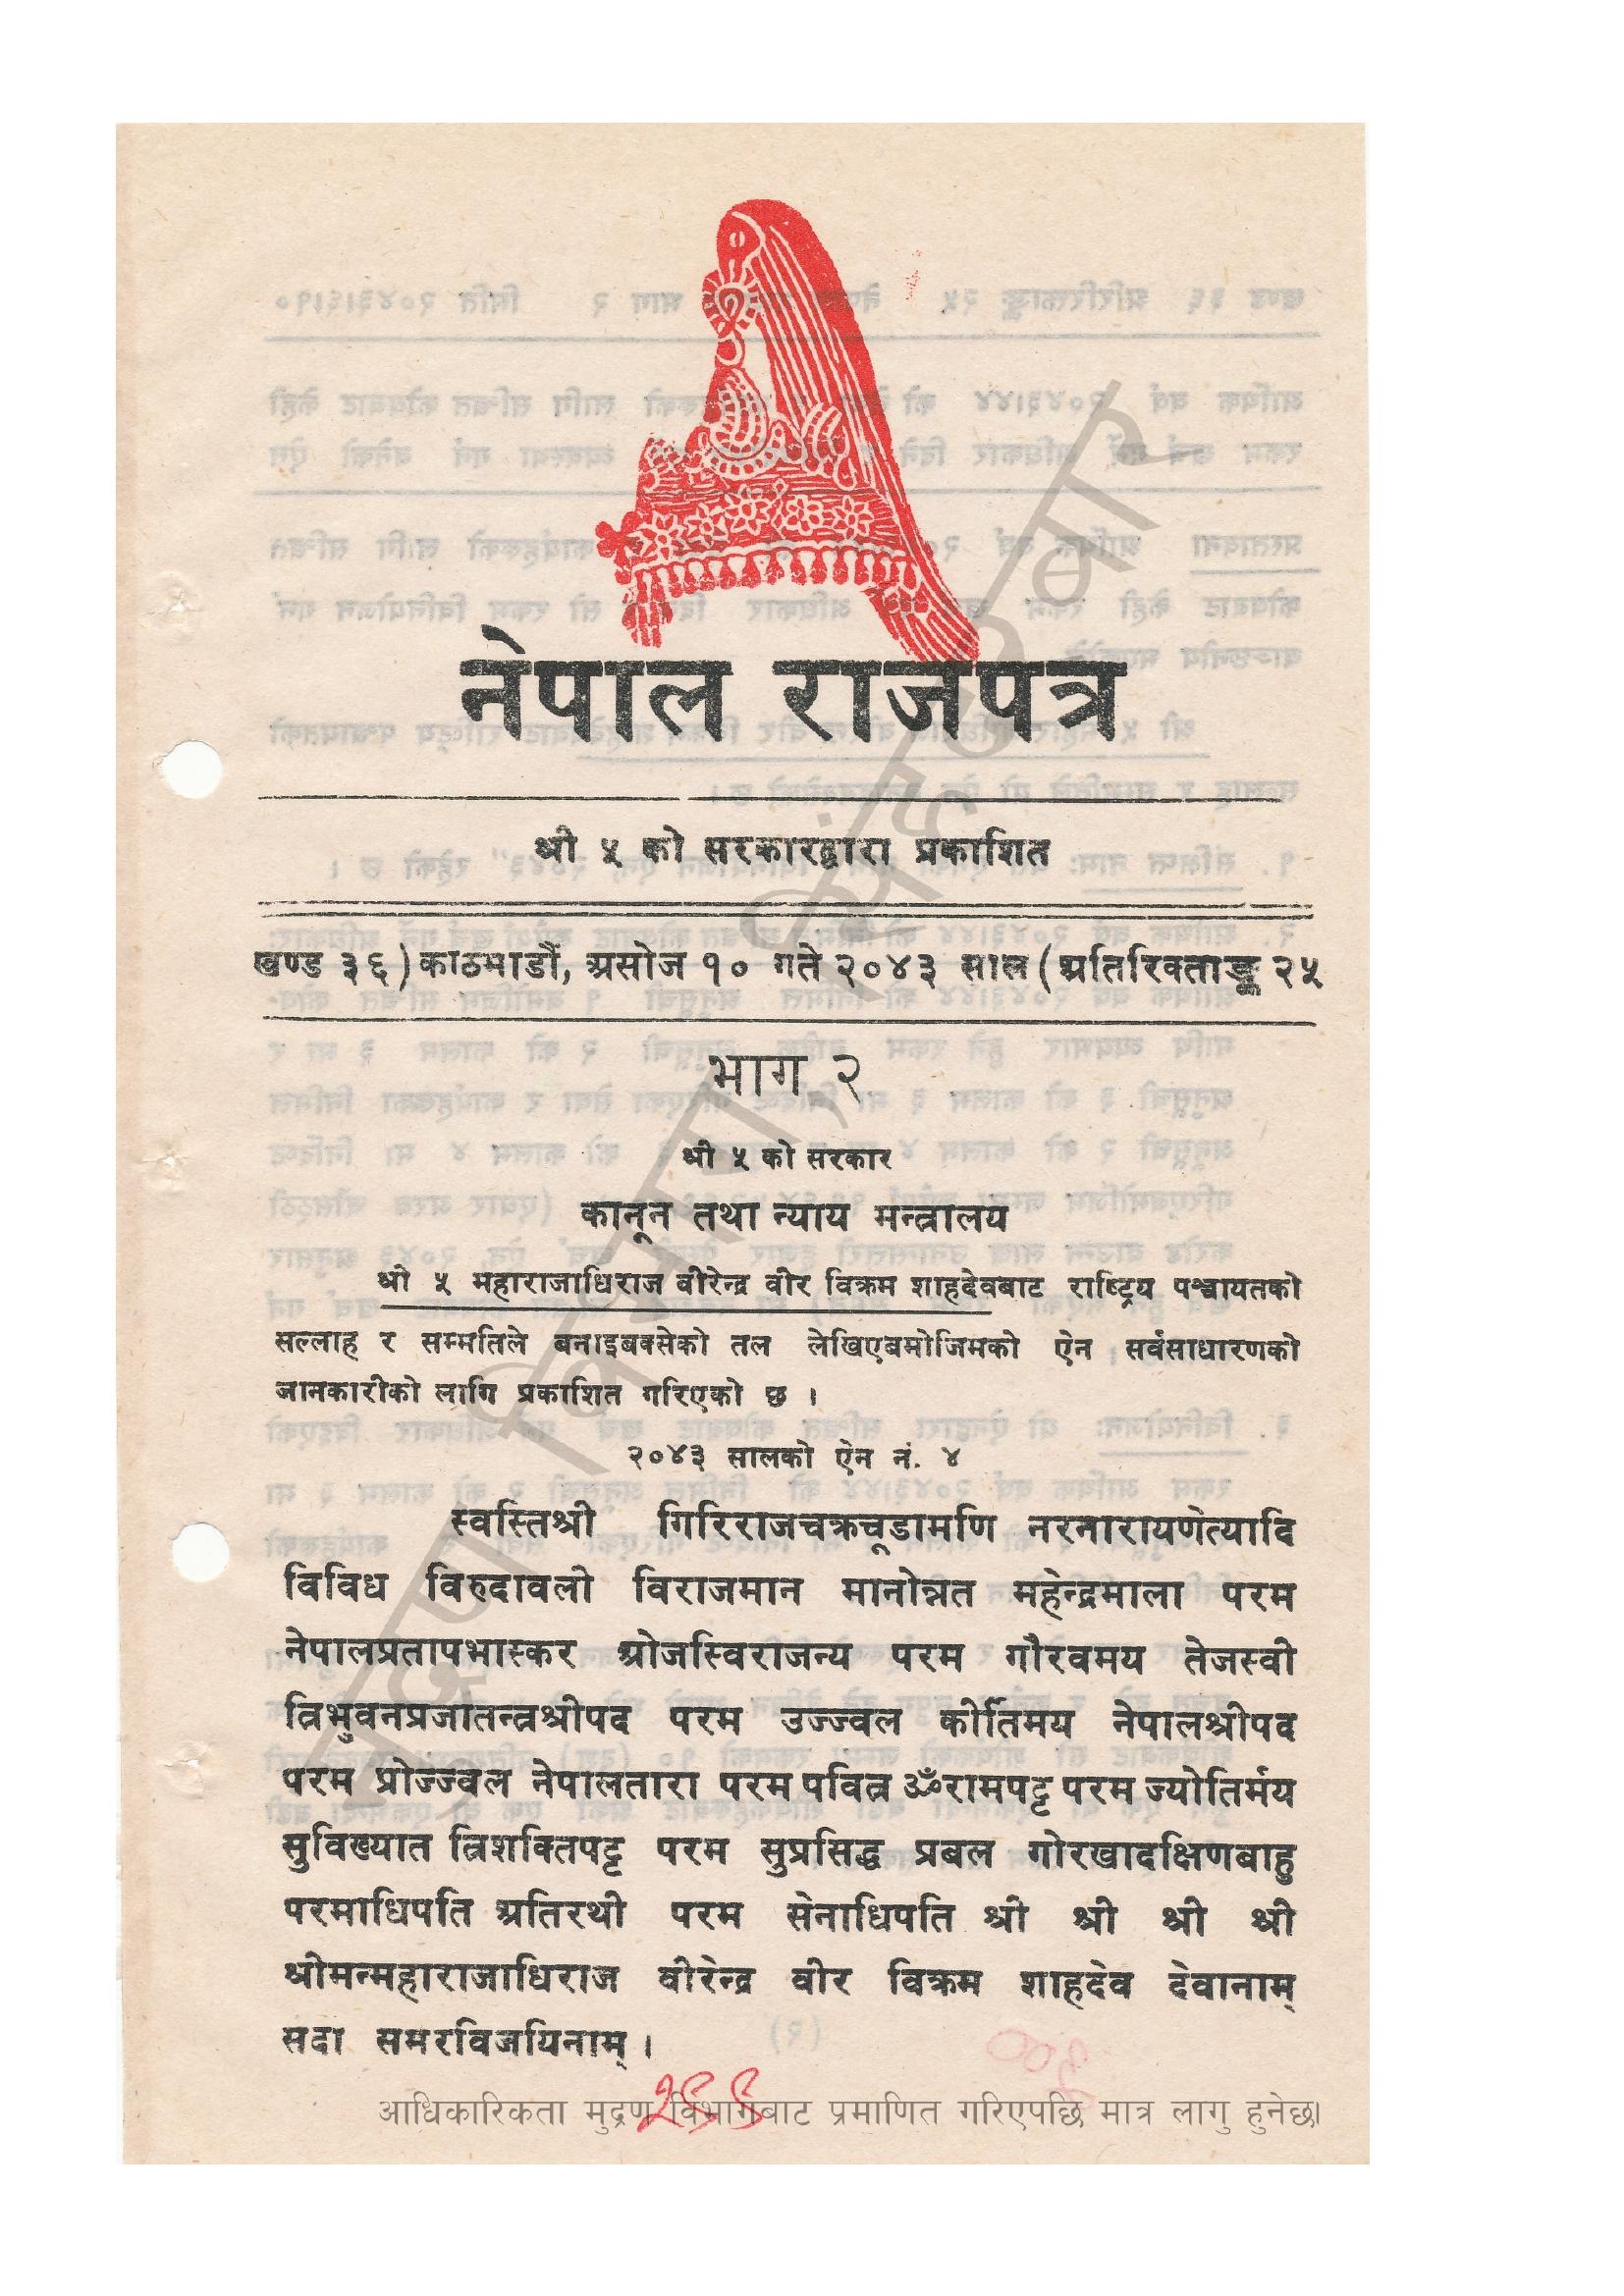 नेपाल राजपत्र
श्री ५ को सरकारद्वारा प्रकाशित
खण्ड ३६) काठमाडौं, असोज १० गते २०४३ साल (अतिरिक्ताङ्क २५
भाग २
श्री ५ को सरकार
कानून तथा न्याय मन्त्रालय
श्री ५ महाराजाधिराज वीरेन्द्र वीर विक्रम शाहदेवबाट राष्ट्रिय पञ्चायतको
सल्लाह र सम्मतिले बनाइबक्सेको तल लेखिएबमोजिमको ऐन सर्वसाधारणको
जानकारीको लागि प्रकाशित गरिएको छ ।
२०४३ सालको ऐन नं. ४
स्वस्तिश्री गिरिराजचक्रचूडामणि नरनारायणेत्यादि
विविध विरुदावली विराजमान मानोन्नत महेन्द्रमाला परम
नेपालप्रतापभास्कर ओजस्विराजन्य परम गौरवमय तेजस्वी
त्रिभुवनप्रजातन्त्रश्रीपद परम उज्ज्वल कीर्तिमय नेपालश्रीपद
परम प्रोज्ज्वल नेपालतारा परम पवित्र ॐरामपट्ट परम ज्योतिर्मय
सुविख्यात त्रिशक्तिपट्ट परम सुप्रसिद्ध प्रबल गोरखादक्षिणबाहु
परमाधिपति अतिरथी परम सेनाधिपति श्री श्री श्री श्री
श्रीमन्महाराजाधिराज वीरेन्द्र वीर विक्रम शाहदेव देवानाम्
सदा समरविजयिनाम् ।
आधिकारिकता मुद्रण विभागबाट प्रमाणित गरिएपछि मात्र लागु हुनेछ।